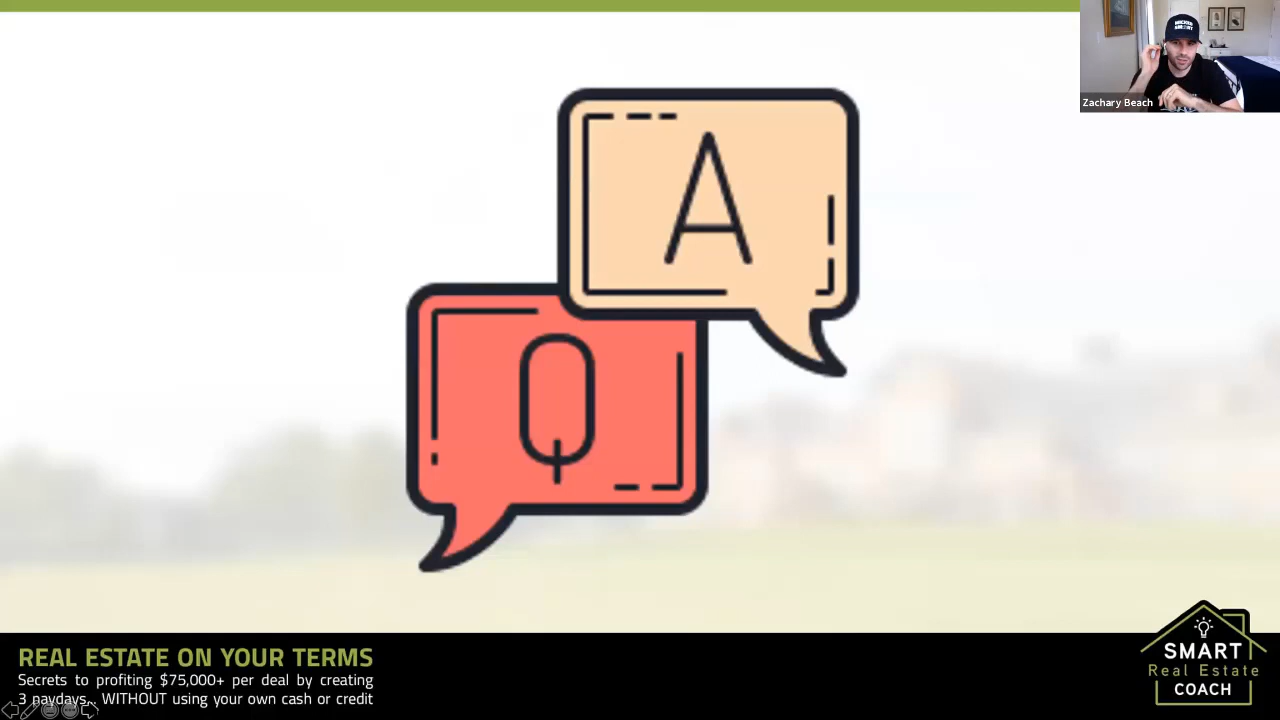 Zachary Beach
A
Q
REAL ESTATE ON YOUR TERMS
Secrets to profiting $75,000+ per deal by creating
3 paydays... WITHOUT using your own cash or credit
SMART
Real Estate
COACH